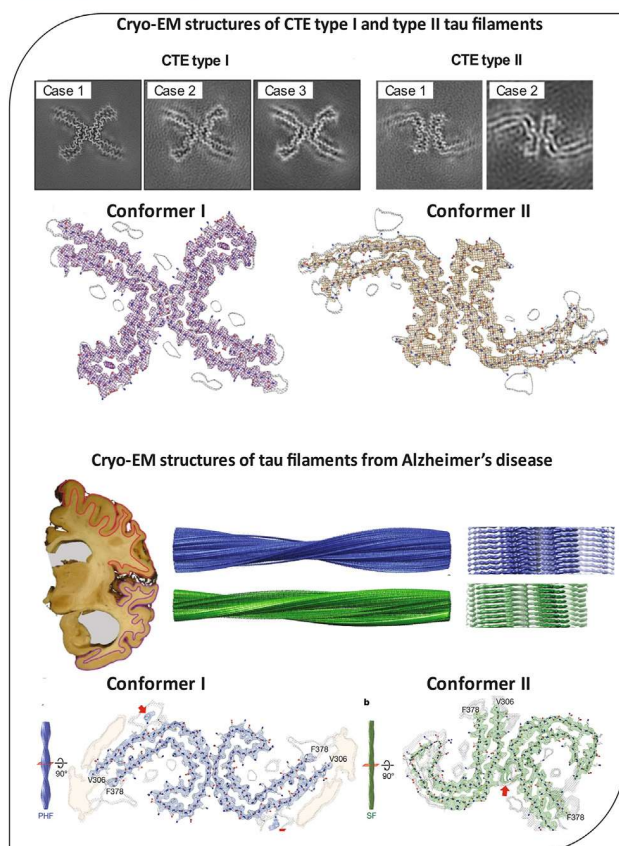 Cryo-EM structures of CTE type I and type II tau filaments
CTE type I
CTE type II
Case 1
Case 2
Case 3
Case 1
Case 2
Conformer I
Conformer II
Cryo-EM structures of tau filaments from Alzheimer’s disease
Conformer I
Conformer II
90°
PHF
V306
F378
F378
V306
b
90°
SF
F378
V306
F378